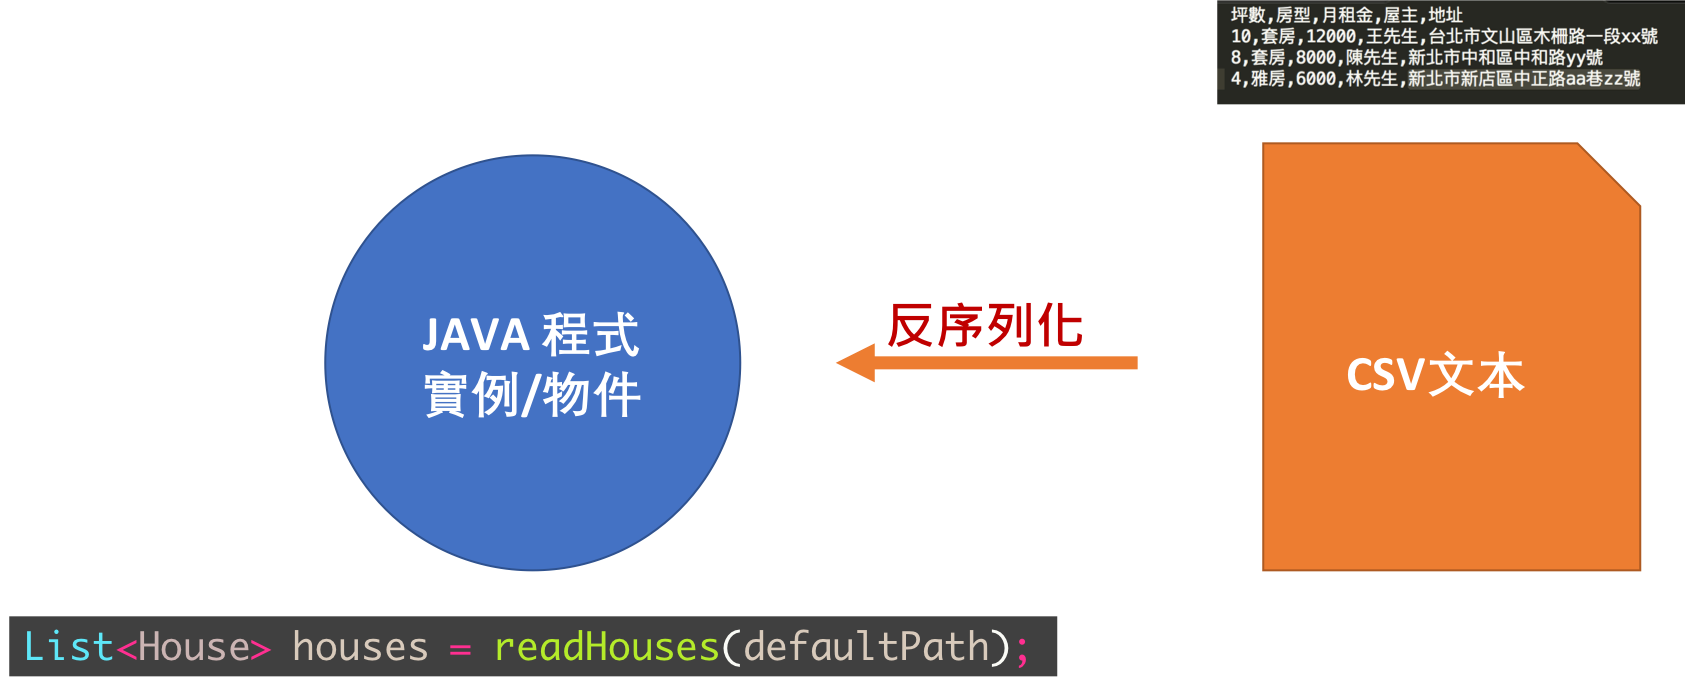 坪數,房型,月租金,屋主,地址
10,套房,12000,王先生,台北市文山區木柵路一段xx號
8,套房,8000,陳先生,新北市中和區中和路yy號
4,雅房,6000,林先生,新北市新店區中正路aa巷zz號
JAVA 程式
實例/物件
反序列化
CSV文本
List<House> houses = readHouses(defaultPath);